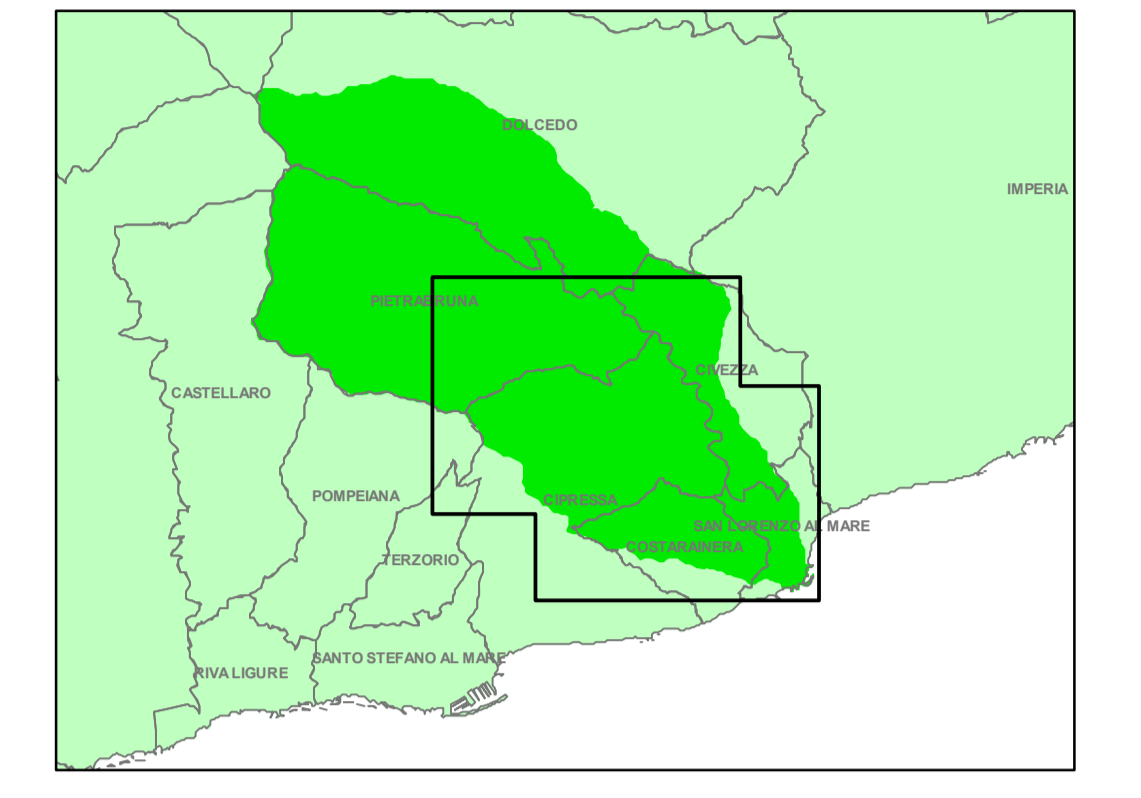 DOLCEDO
IMPERIA
PIETRABRUNA
CIVEZZA
CASTELLARO
POMPEIANA
CIPRESSA
SAN LORENZO AL MARE
COSTARAINERA
TERZORIO
SANTO STEFANO AL MARE
RIVA LIGURE